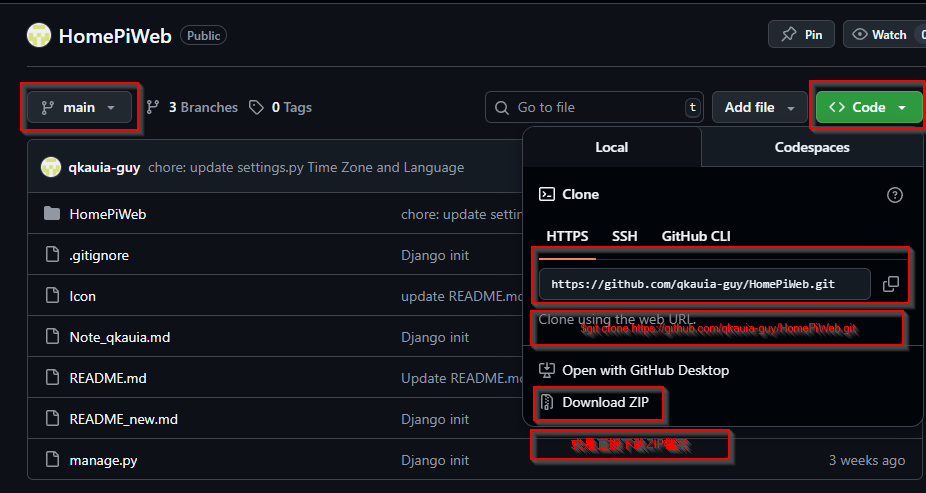 HomePiWeb Public
Pin
Watch
main
3 Branches
0 Tags
Go to file t
Add file
Code
qkauia-guy chore: update settings.py Time Zone and Language
Local
Codespaces
Clone
HTTPS SSH GitHub CLI
https://github.com/qkauia-guy/HomePiWeb.git
Clone using the web URL.
$git clone https://github.com/qkauia-guy/HomePiWeb.git
Open with GitHub Desktop
Download ZIP
或是直接下載ZIP
HomePiWeb chore: update settin
.gitignore Django init
Icon update README.md
Note_qkauia.md Django init
README.md Update README.md
README_new.md Django init
manage.py Django init 3 weeks ago